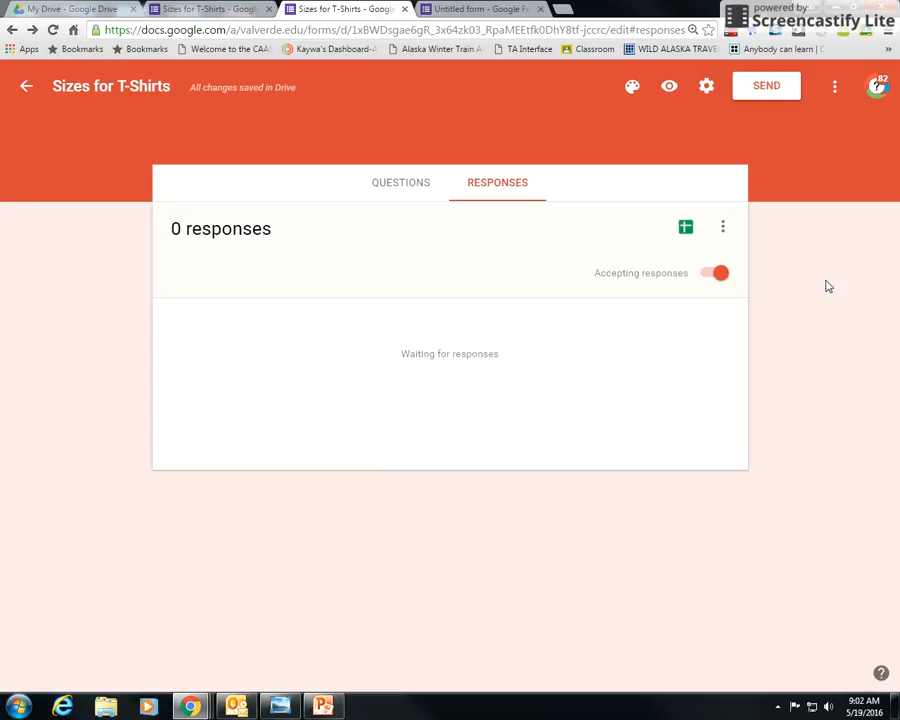 My Drive - Google Drive
Sizes for T-Shirts - Google
Sizes for T-Shirts - Google
Untitled form - Google Fo
powered by
Screencastify Lite
https://docs.google.com/a/valverde.edu/forms/d/1xBWDsgae6gR_3x64zk03_RpaMEEtfk0DhY8tf-jccrc/edit#responses
Apps
Bookmarks
Bookmarks
Welcome to the CAAS
Kaywa's Dashboard-
Alaska Winter Train A
TA Interface
Classroom
WILD ALASKA TRAVE
Anybody can learn |
»
Sizes for T-Shirts
All changes saved in Drive
SEND
82
QUESTIONS
RESPONSES
0 responses
Accepting responses
Waiting for responses
9:02 AM
5/19/2016